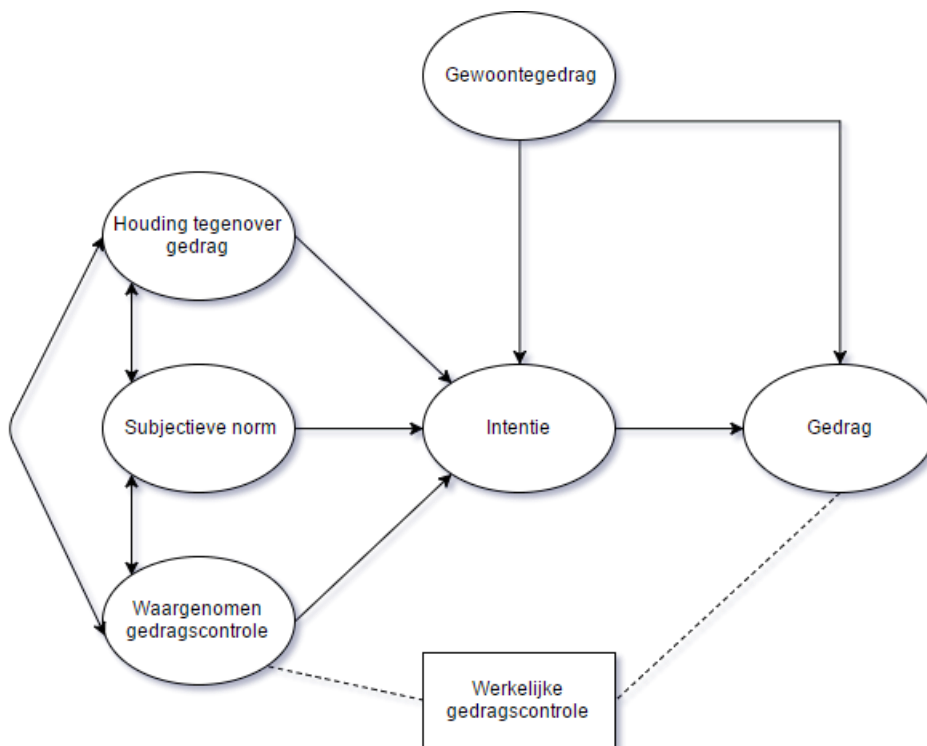 Gewoontegedrag
Houding tegenover
gedrag
Subjectieve norm
Intentie
Gedrag
Waargenomen
gedragscontrole
Werkelijke
gedragscontrole